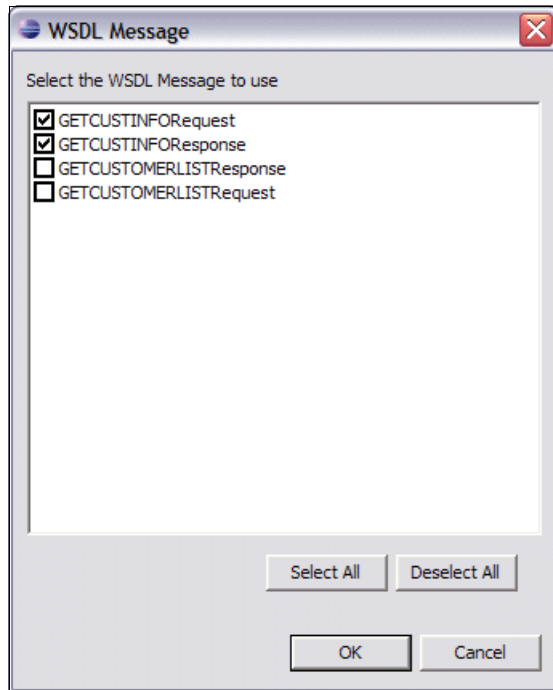 WSDL Message
Select the WSDL Message to use
GETCUSTINFORequest
GETCUSTINFOResponse
GETCUSTOMERLISTResponse
GETCUSTOMERLISTRequest
Select All Deselect All
OK Cancel